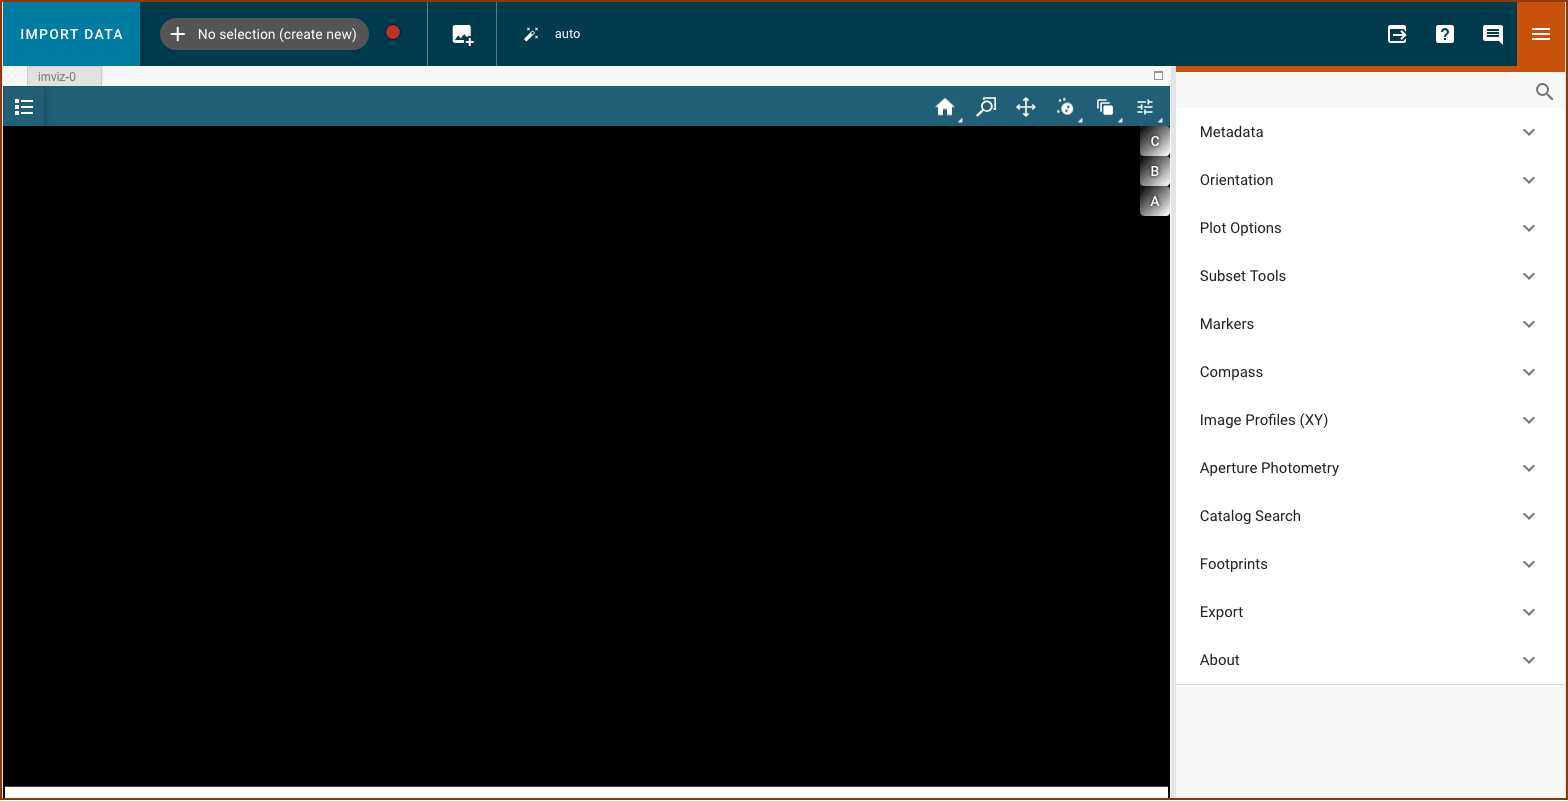 IMPORT DATA
No selection (create new)
auto
imviz-0
C
B
A
Metadata
Orientation
Plot Options
Subset Tools
Markers
Compass
Image Profiles (XY)
Aperture Photometry
Catalog Search
Footprints
Export
About